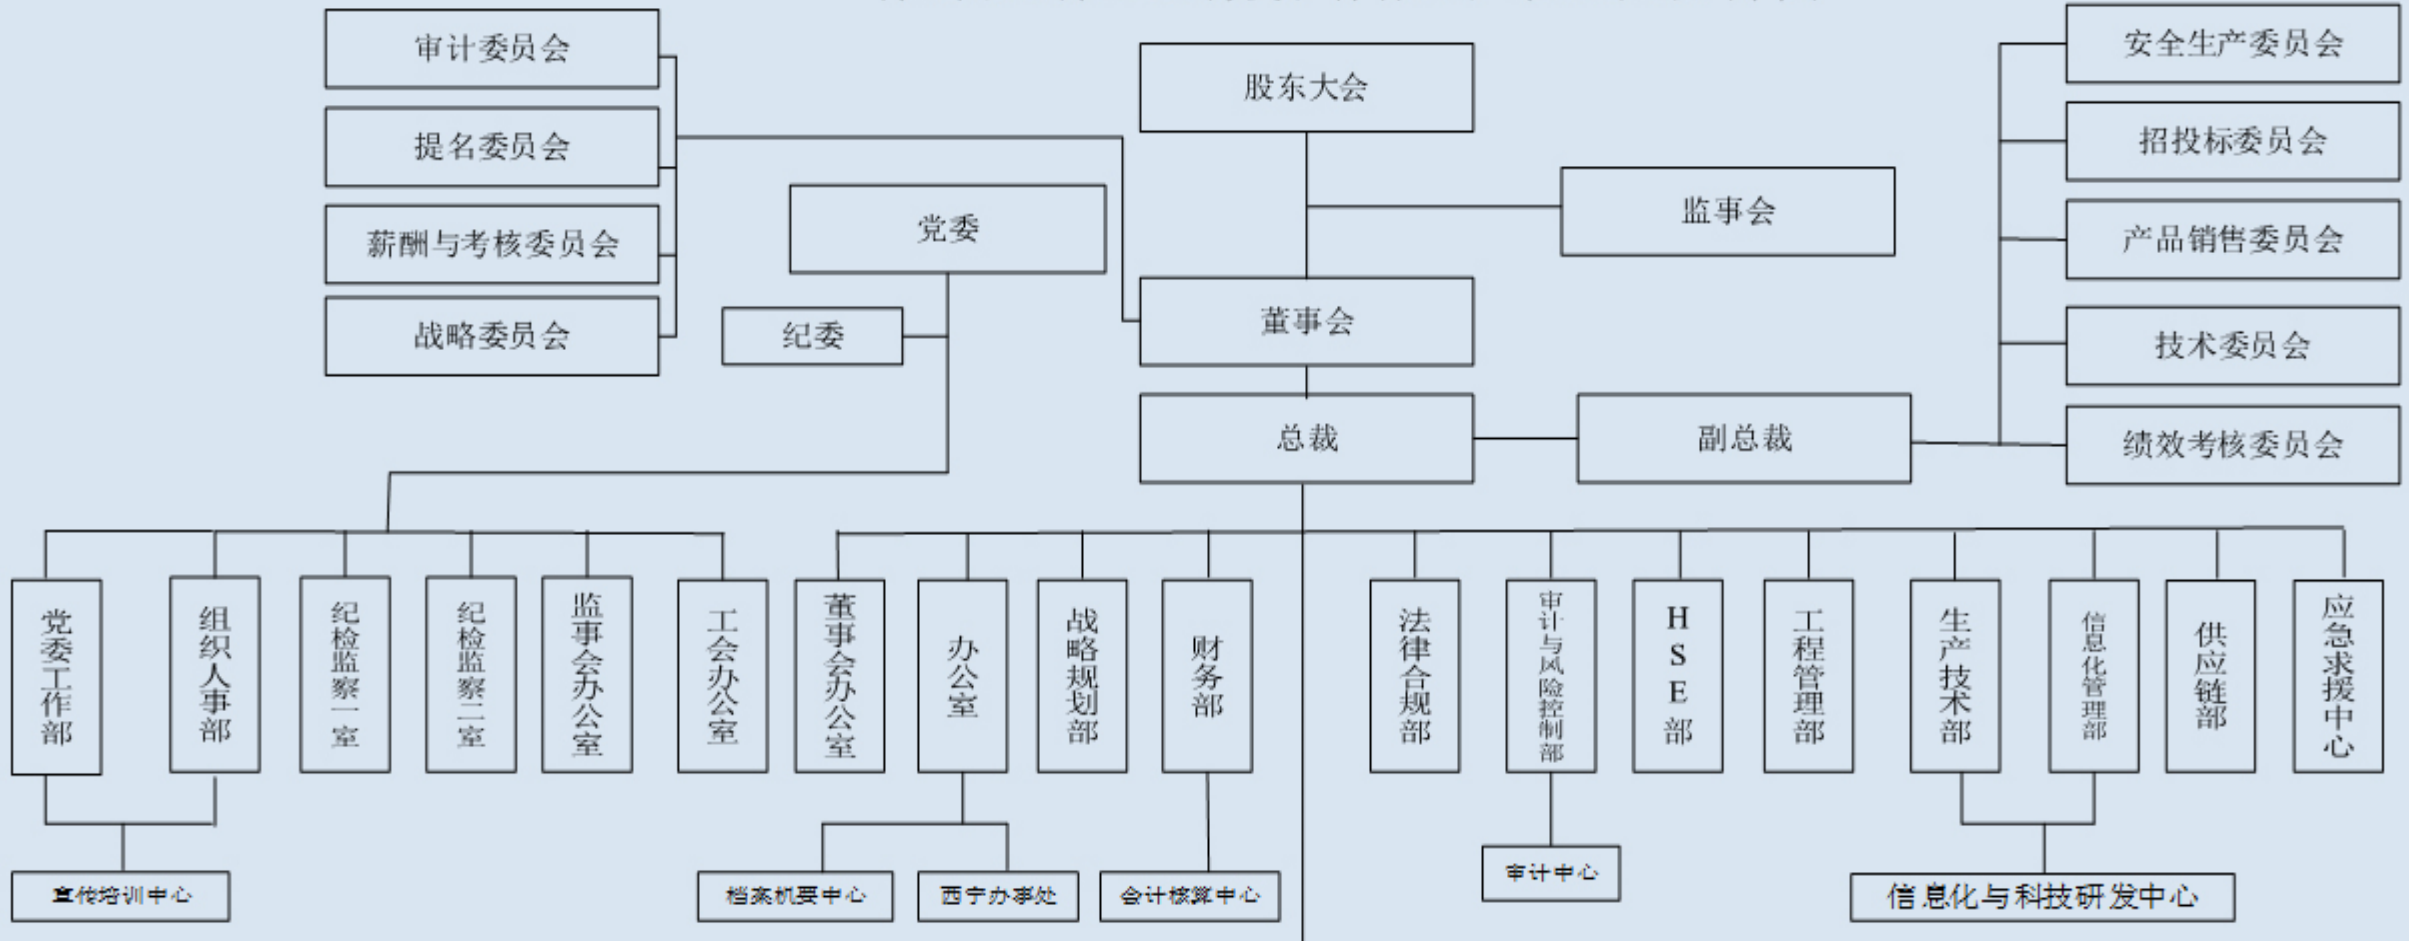 审计委员会
提名委员会
薪酬与考核委员会
战略委员会
股东大会
党委
纪委
监事会
董事会
总裁
副总裁
安全生产委员会
招投标委员会
产品销售委员会
技术委员会
绩效考核委员会
党委工作部
组织人事部
纪检监察一室
纪检监察二室
监事会办公室
工会办公室
董事会办公室
办公室
战略规划部
财务部
法律合规部
审计与风险控制部
HSE部
工程管理部
生产技术部
信息化管理部
供应链部
应急求援中心
宣传培训中心
档案机要中心
西宁办事处
会计核算中心
审计中心
信息化与科技研发中心